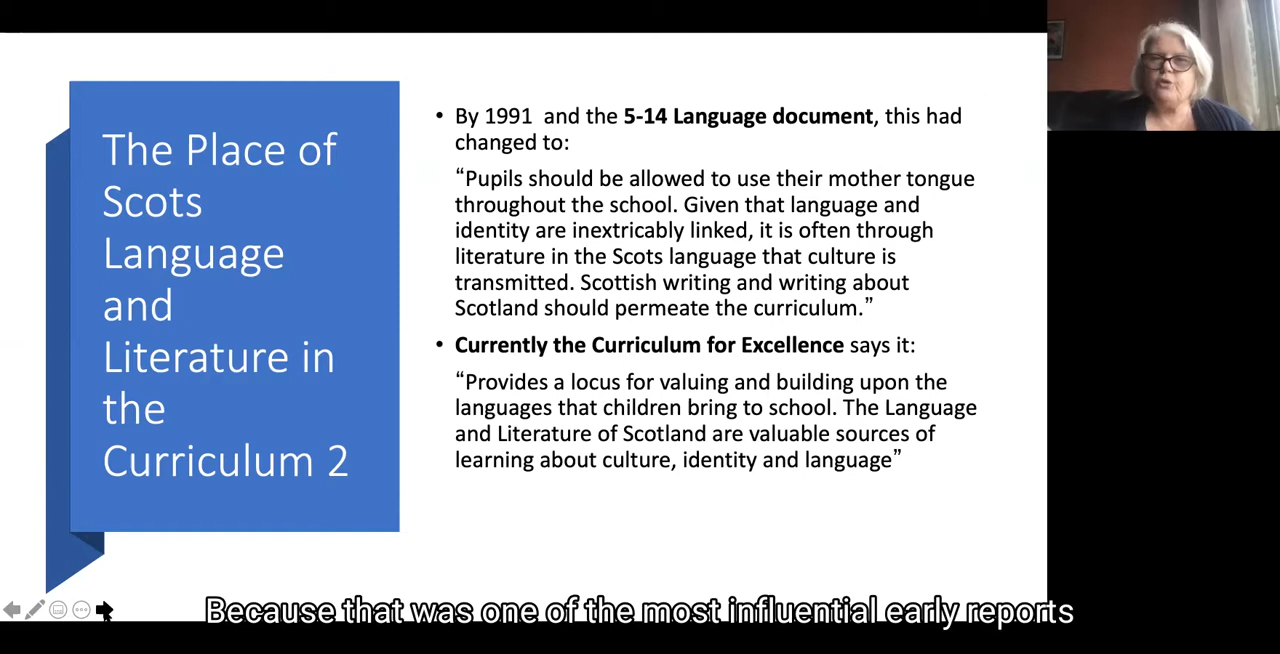 The Place of
Scots
Language
and
Literature in
the
Curriculum 2
• By 1991  and the 5-14 Language document, this had
changed to:
“Pupils should be allowed to use their mother tongue
throughout the school. Given that language and
identity are inextricably linked, it is often through
literature in the Scots language that culture is
transmitted. Scottish writing and writing about
Scotland should permeate the curriculum.”
• Currently the Curriculum for Excellence says it:
“Provides a locus for valuing and building upon the
languages that children bring to school. The Language
and Literature of Scotland are valuable sources of
learning about culture, identity and language”
Because that was one of the most influential early reports